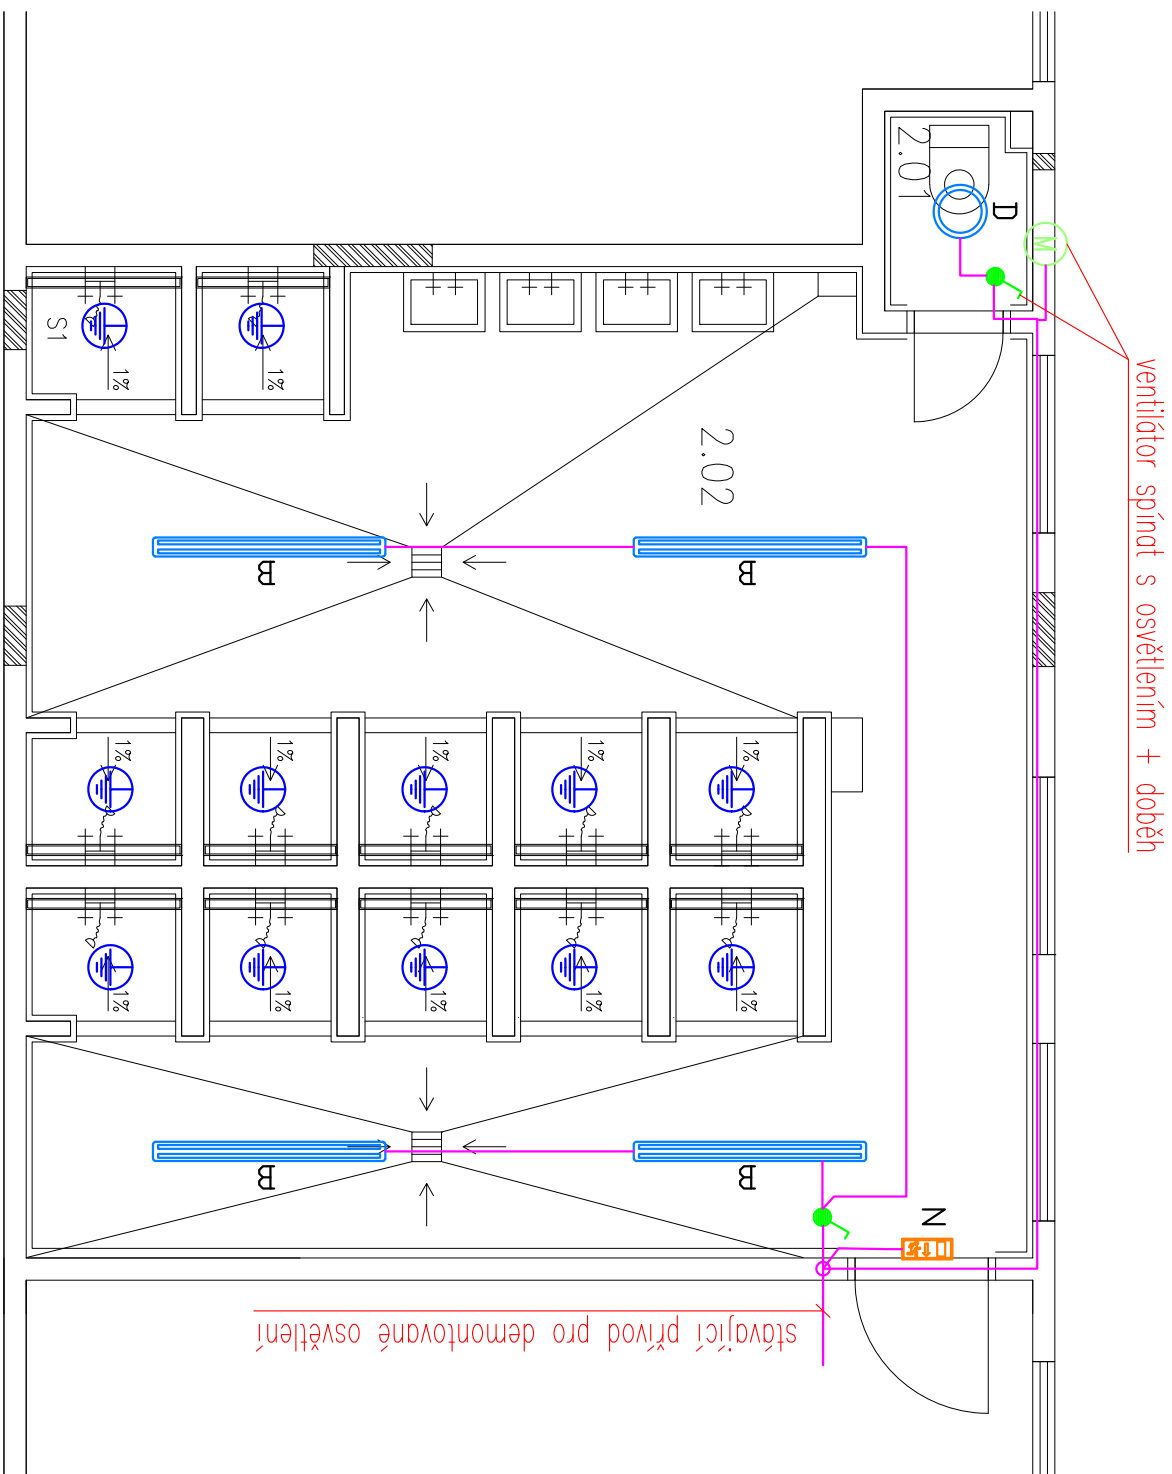 2.01
D
M
ventilátor spínat s osvětlením + doběh
S1
1%
1%
2.02
B
B
1%
1%
1%
1%
1%
1%
1%
1%
1%
1%
B
B
N
stávající přívod pro demontované osvětlení